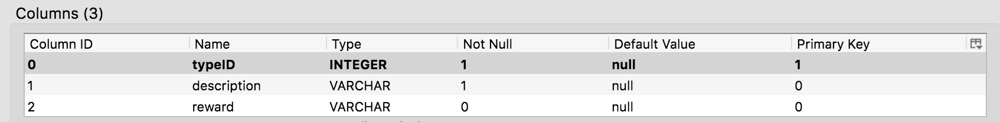 Columns (3)
Column ID Name Type Not Null Default Value Primary Key
0 typeID INTEGER 1 null 1
1 description VARCHAR 1 null 0
2 reward VARCHAR 0 null 0